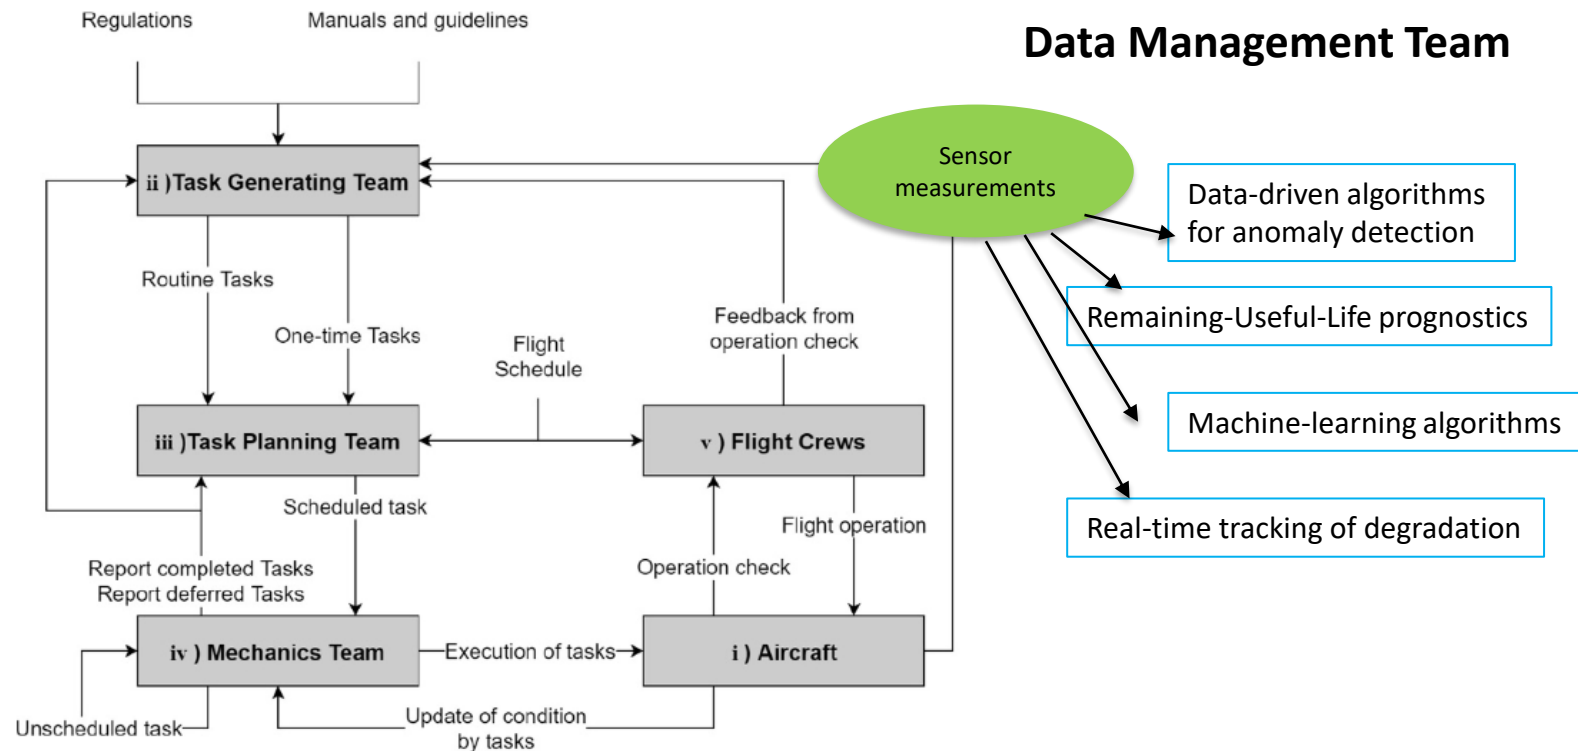 Regulations
Manuals and guidelines
Data Management Team
ii )Task Generating Team
Sensor
measurements
Data-driven algorithms
for anomaly detection
Routine Tasks
One-time Tasks
Flight
Schedule
Feedback from
operation check
Remaining-Useful-Life prognostics
Machine-learning algorithms
iii )Task Planning Team
v ) Flight Crews
Scheduled task
Flight operation
Real-time tracking of degradation
Report completed Tasks
Report deferred Tasks
Operation check
iv ) Mechanics Team
Execution of tasks
i ) Aircraft
Unscheduled task
Update of condition
by tasks